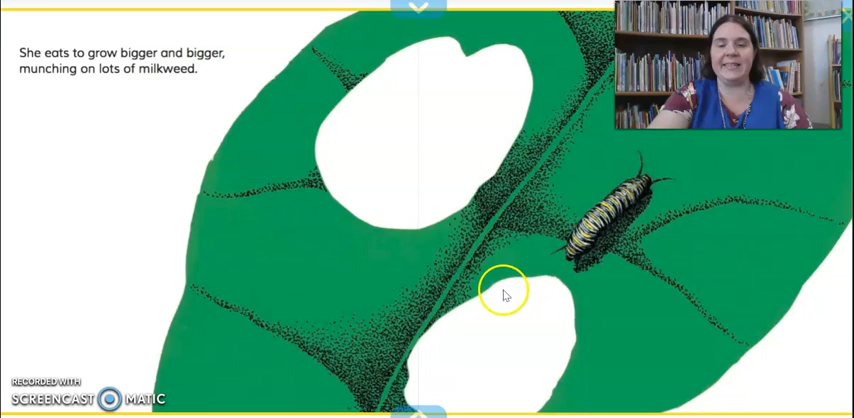 She eats to grow bigger and bigger,
munching on lots of milkweed.
RECORDED WITH
SCREENCAST MATIC